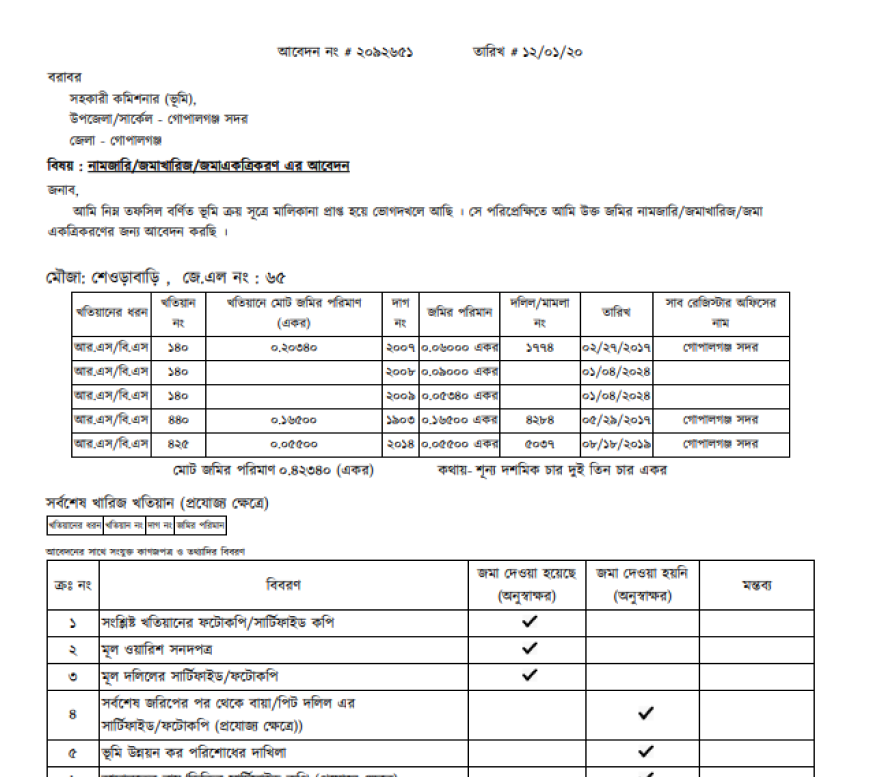 আবেদন নং # ২০৯২৬৫১ তারিখ # ১২/০১/২০
বরাবর
সহকারী কমিশনার (ভূমি),
উপজেলা/সার্কেল - গোপালগঞ্জ সদর
জেলা - গোপালগঞ্জ
বিষয় : নামজারি/জমাখারিজ/জমাএকত্রিকরণ এর আবেদন
জনাব,
আমি নিম্ন তফসিল বর্ণিত ভূমি ক্রয় সূত্রে মালিকানা প্রাপ্ত হয়ে ভোগদখলে আছি । সে পরিপ্রেক্ষিতে আমি উক্ত জমির নামজারি/জমাখারিজ/জমা
একত্রিকরণের জন্য আবেদন করছি ।
মৌজা: শেওড়াবাড়ি , জে.এল নং : ৬৫
খতিয়ানের ধরন খতিয়ান নং খতিয়ানে মোট জমির পরিমাণ (একর) দাগ নং জমির পরিমান দলিল/মামলা নং তারিখ সাব রেজিস্টার অফিসের নাম
আর.এস/বি.এস ১৪০ ০.২০৩৪০ ২০০৭ ০.০৬০০০ একর ১৭৭৪ ০২/২৭/২০১৭ গোপালগঞ্জ সদর
আর.এস/বি.এস ১৪০ ২০০৮ ০.০৯০০০ একর ০১/০৪/২০২৪
আর.এস/বি.এস ১৪০ ২০০৯ ০.০৫৩৪০ একর ০১/০৪/২০২৪
আর.এস/বি.এস ৪৪০ ০.১৬৫০০ ১৯০৩ ০.১৬৫০০ একর ৪২৮৪ ০৫/২৯/২০১৭ গোপালগঞ্জ সদর
আর.এস/বি.এস ৪২৫ ০.০৫৫০০ ২০১৪ ০.০৫৫০০ একর ৫০৩৭ ০৮/১৮/২০১৯ গোপালগঞ্জ সদর
মোট জমির পরিমাণ ০.৪২৩৪০ (একর) কথায়- শূন্য দশমিক চার দুই তিন চার একর
সর্বশেষ খারিজ খতিয়ান (প্রযোজ্য ক্ষেত্রে)
খতিয়ানের ধরন খতিয়ান নং দাগ নং জমির পরিমান
আবেদনের সাথে সংযুক্ত কাগজপত্র ও তথ্যাদির বিবরণ
ক্রঃ নং বিবরণ জমা দেওয়া হয়েছে (অনুস্বাক্ষর) জমা দেওয়া হয়নি (অনুস্বাক্ষর) মন্তব্য
১ সংশ্লিষ্ট খতিয়ানের ফটোকপি/সার্টিফাইড কপি ✓
২ মূল ওয়ারিশ সনদপত্র ✓
৩ মূল দলিলের সার্টিফাইড/ফটোকপি ✓
৪ সর্বশেষ জরিপের পর থেকে বায়া/পিট দলিল এর
সার্টিফাইড/ফটোকপি (প্রযোজ্য ক্ষেত্রে)) ✓
৫ ভূমি উন্নয়ন কর পরিশোধের দাখিলা ✓